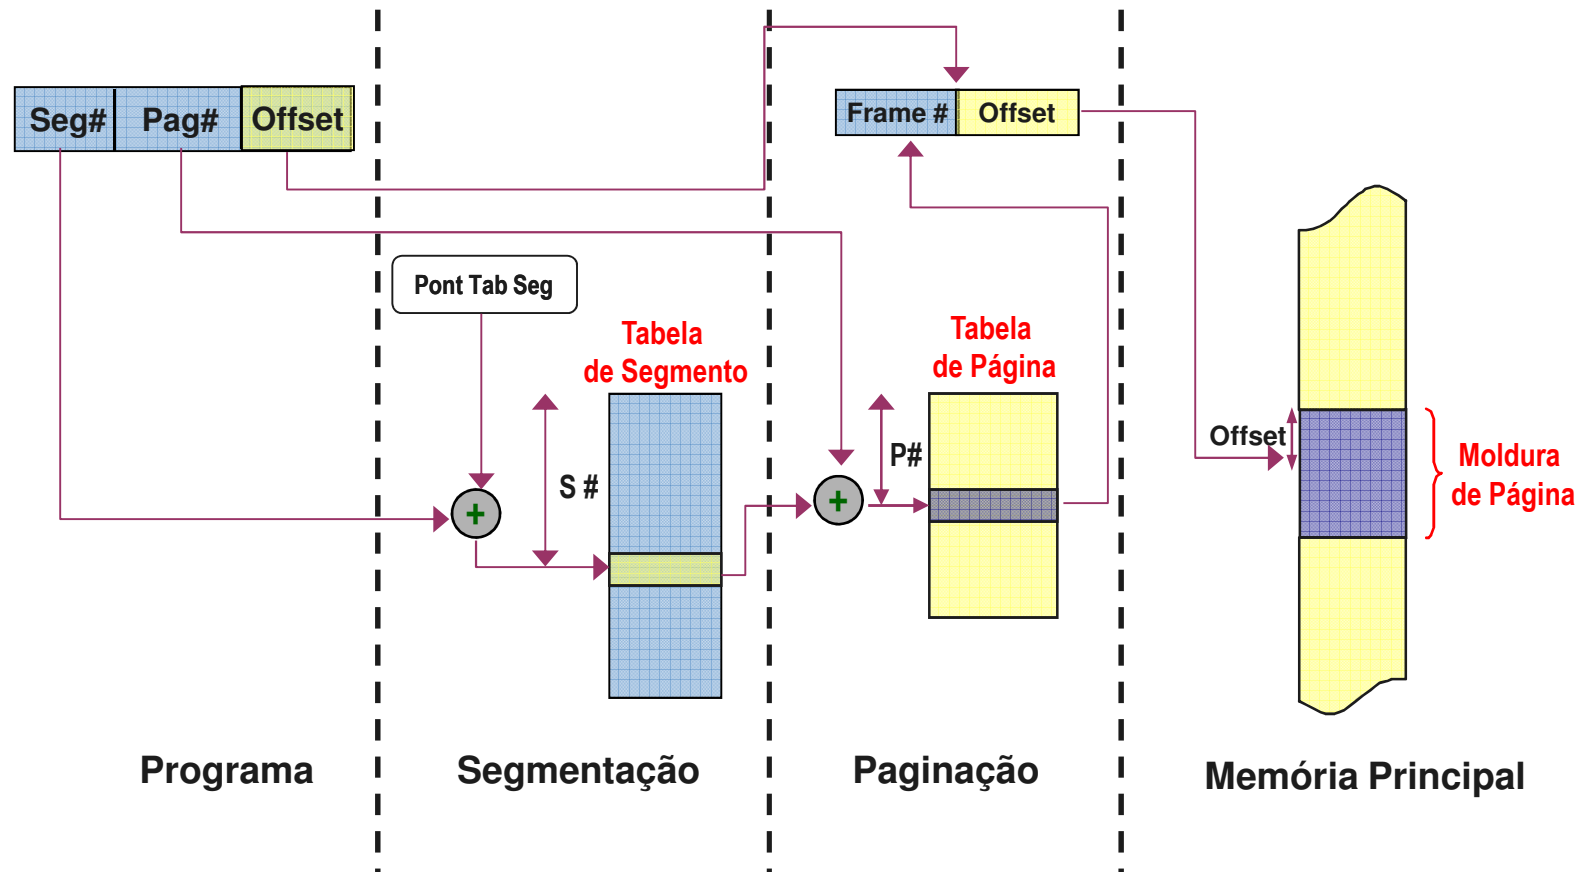 Seg# Pag# Offset
Frame # Offset
Pont Tab Seg
Tabela
de Segmento
Tabela
de Página
S #
P#
+
+
Offset
Moldura
de Página
Programa
Segmentação
Paginação
Memória Principal